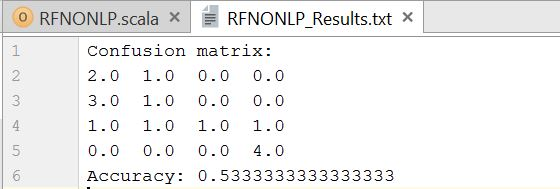 RFNONLP.scala × RFNONLP_Results.txt ×
1 Confusion matrix:
2 2.0 1.0 0.0 0.0
3 3.0 1.0 0.0 0.0
4 1.0 1.0 1.0 1.0
5 0.0 0.0 0.0 4.0
6 Accuracy: 0.5333333333333333